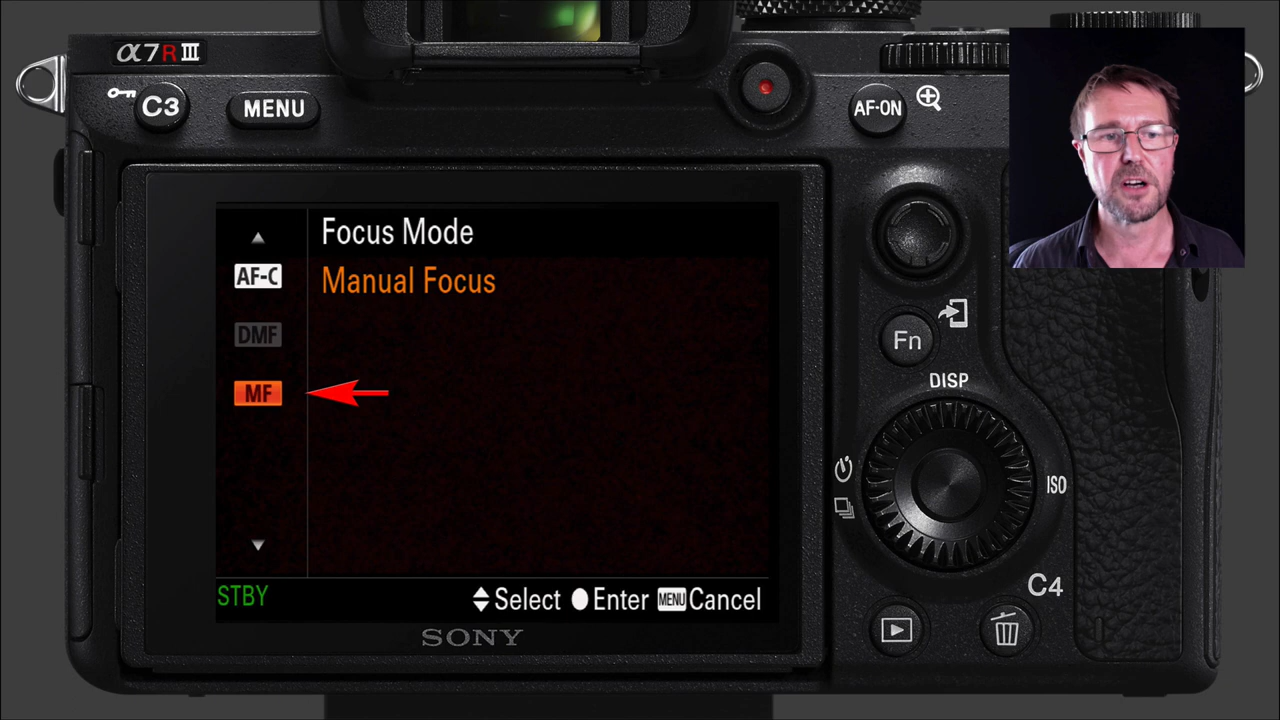 α7RIII
C3
MENU
AF-ON
Focus Mode
AF-C
Manual Focus
DMF
MF
Fn
DISP
ISO
STBY
Select Enter MENU Cancel
C4
SONY